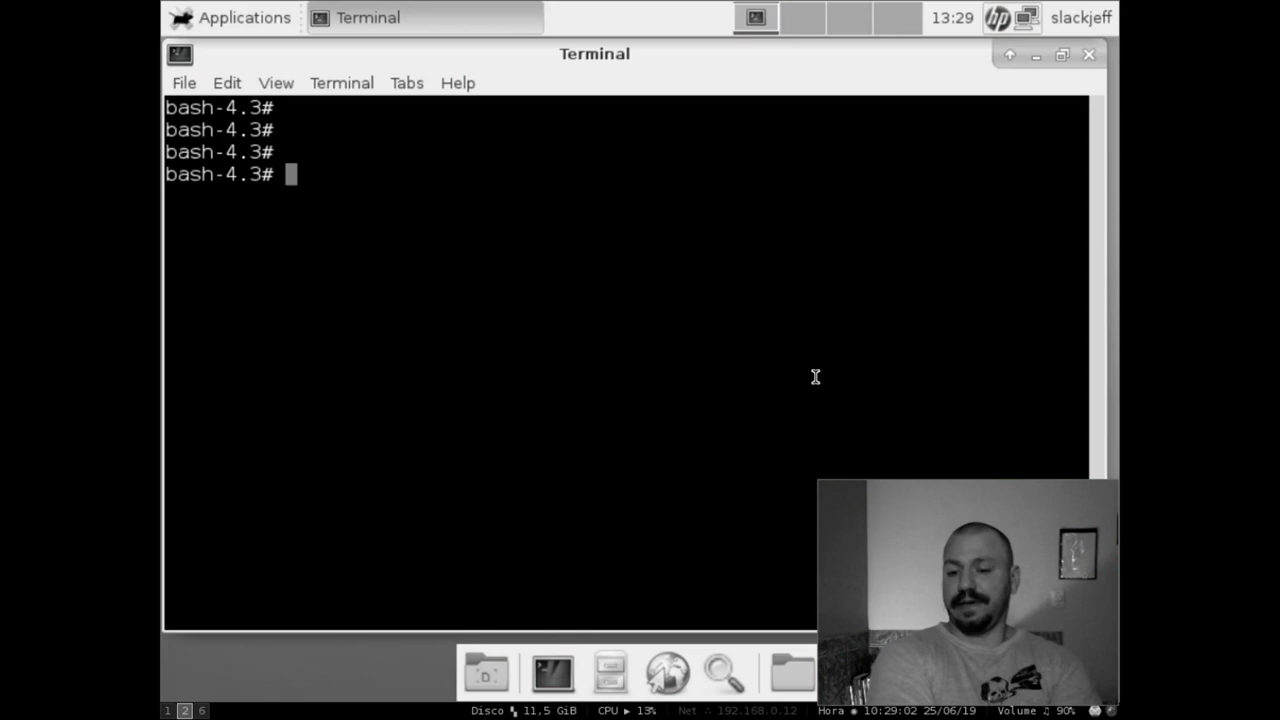 Applications
Terminal
13:29
hp
slackjeff
Terminal
File Edit View Terminal Tabs Help
bash-4.3#
bash-4.3#
bash-4.3#
bash-4.3#
1 2 6
Disco 11,5 GiB CPU ▶ 13% Net ∴ 192.168.0.12 Hora ◉ 10:29:02 25/06/19 Volume ♫ 90%